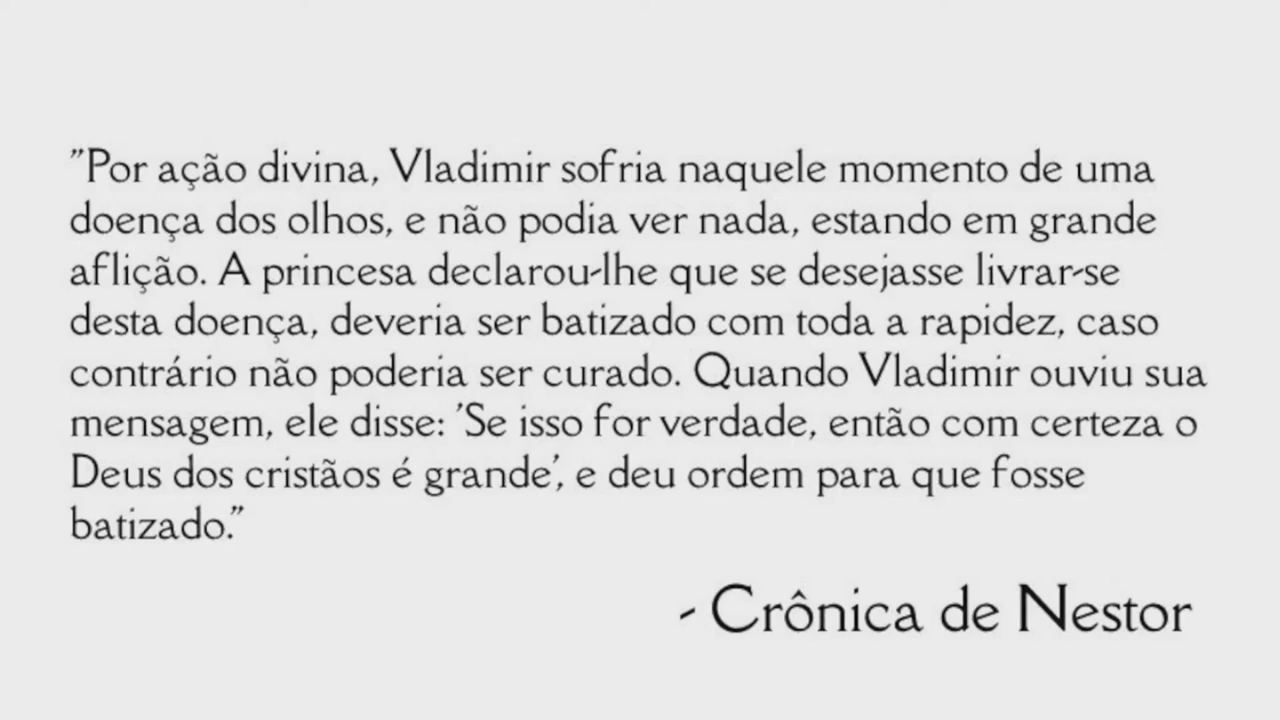 "Por ação divina, Vladimir sofria naquele momento de uma
doença dos olhos, e não podia ver nada, estando em grande
aflição. A princesa declarou-lhe que se desejasse livrar-se
desta doença, deveria ser batizado com toda a rapidez, caso
contrário não poderia ser curado. Quando Vladimir ouviu sua
mensagem, ele disse: 'Se isso for verdade, então com certeza o
Deus dos cristãos é grande', e deu ordem para que fosse
batizado."
- Crônica de Nestor